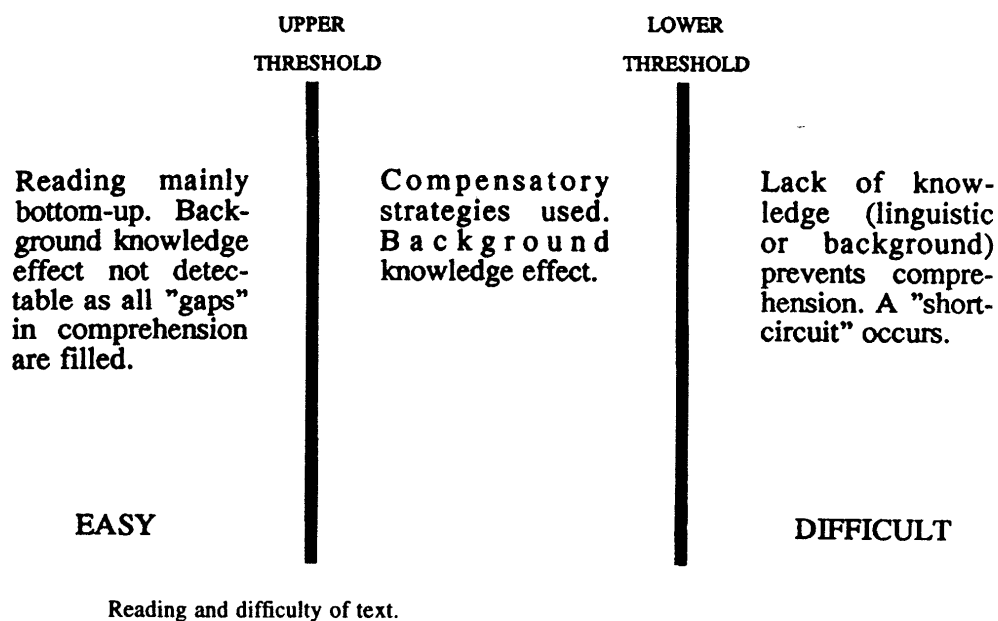 UPPER
THRESHOLD
LOWER
THRESHOLD
Reading mainly
bottom-up. Back-
ground knowledge
effect not detec-
table as all "gaps"
in comprehension
are filled.
Compensatory
strategies used.
Background
knowledge effect.
Lack of know-
ledge (linguistic
or background)
prevents compre-
hension. A "short-
circuit" occurs.
EASY
DIFFICULT
Reading and difficulty of text.